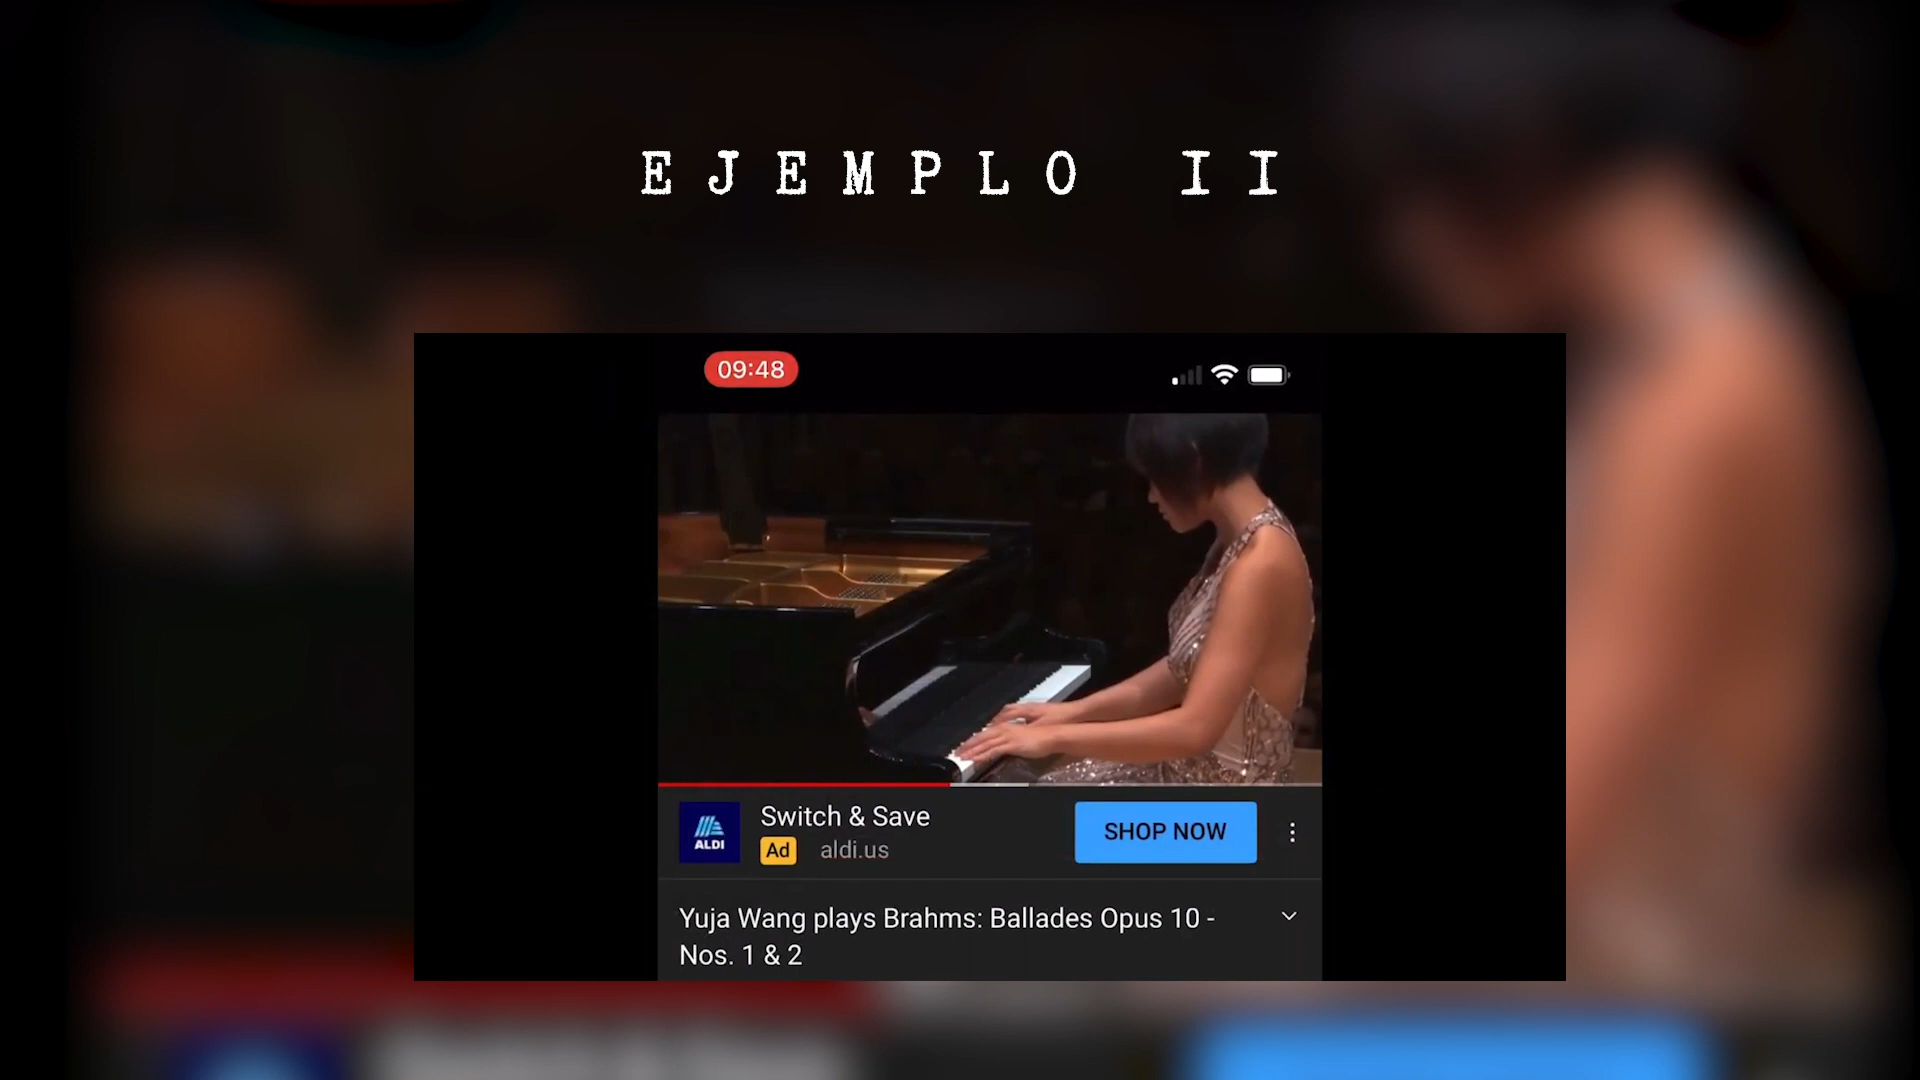 EJEMPLO II
09:48
Switch & Save
ALDI
Ad aldi.us
SHOP NOW
Yuja Wang plays Brahms: Ballades Opus 10 -
Nos. 1 & 2